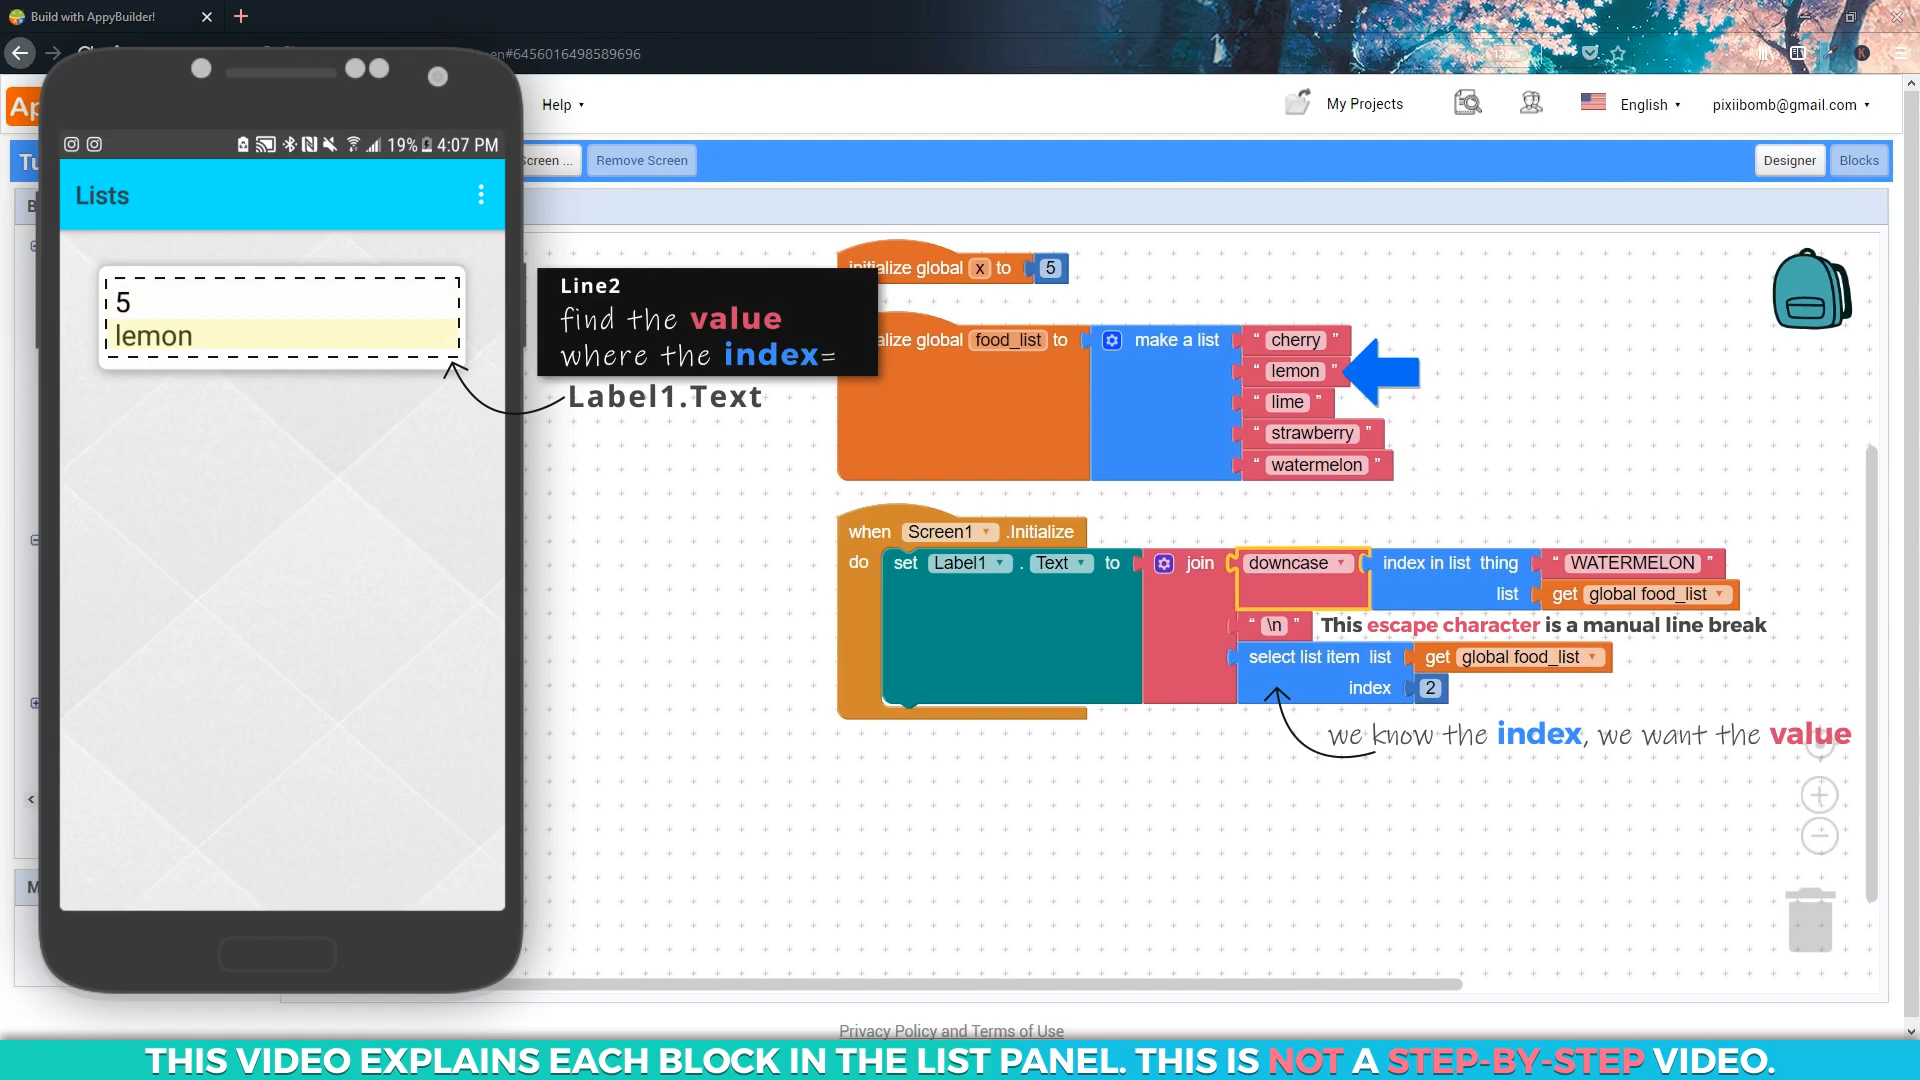 Build with AppyBuilder!
en#6456016498589696
120%
Ap
Help
My Projects
English
pixiibomb@gmail.com
Tu
Screen ...
Remove Screen
Designer
Blocks
B
19% 4:07 PM
Lists
5
lemon
Line2
find the value
where the index=
Label1.Text
initialize global x to 5
alize global food_list to make a list " cherry "
" lemon "
" lime "
" strawberry "
" watermelon "
when Screen1 .Initialize
do set Label1 . Text to join downcase index in list thing " WATERMELON "
list get global food_list
" \n " This escape character is a manual line break
select list item list get global food_list
index 2
we know the index, we want the value
M
Privacy Policy and Terms of Use
THIS VIDEO EXPLAINS EACH BLOCK IN THE LIST PANEL. THIS IS NOT A STEP-BY-STEP VIDEO.